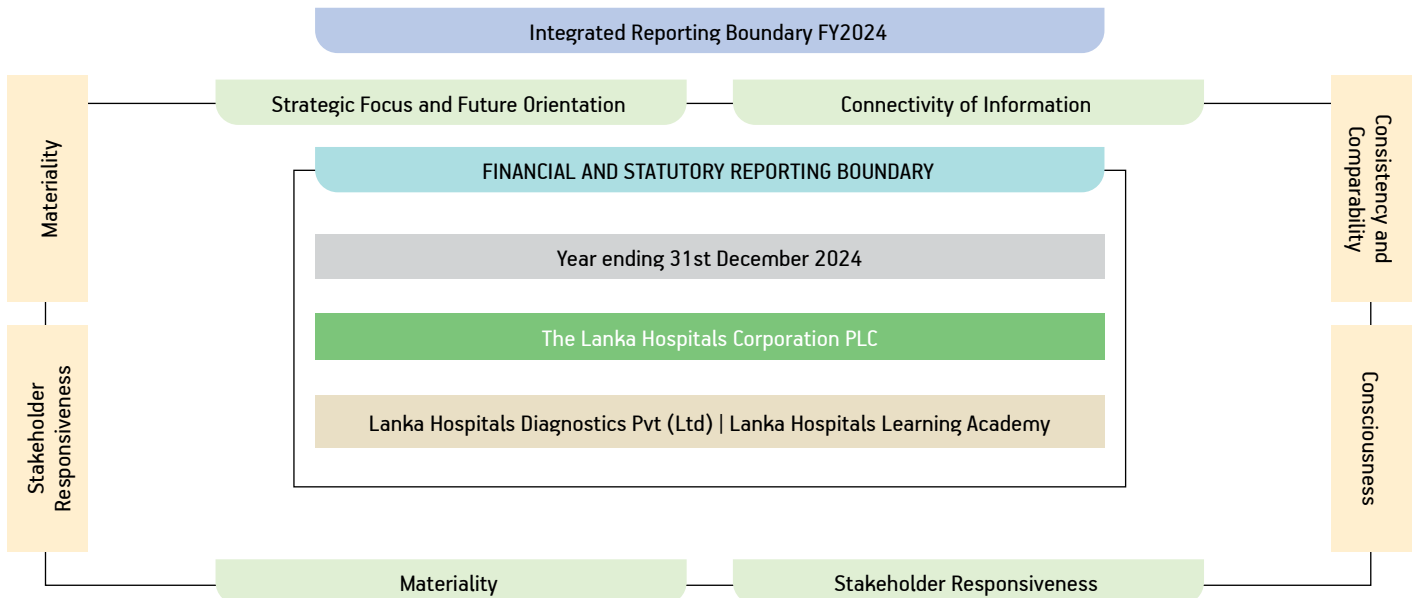 Integrated Reporting Boundary FY2024
Strategic Focus and Future Orientation
Connectivity of Information
Materiality
Consistency and
Comparability
FINANCIAL AND STATUTORY REPORTING BOUNDARY
Year ending 31st December 2024
The Lanka Hospitals Corporation PLC
Lanka Hospitals Diagnostics Pvt (Ltd) | Lanka Hospitals Learning Academy
Stakeholder
Responsiveness
Consciousness
Materiality
Stakeholder Responsiveness